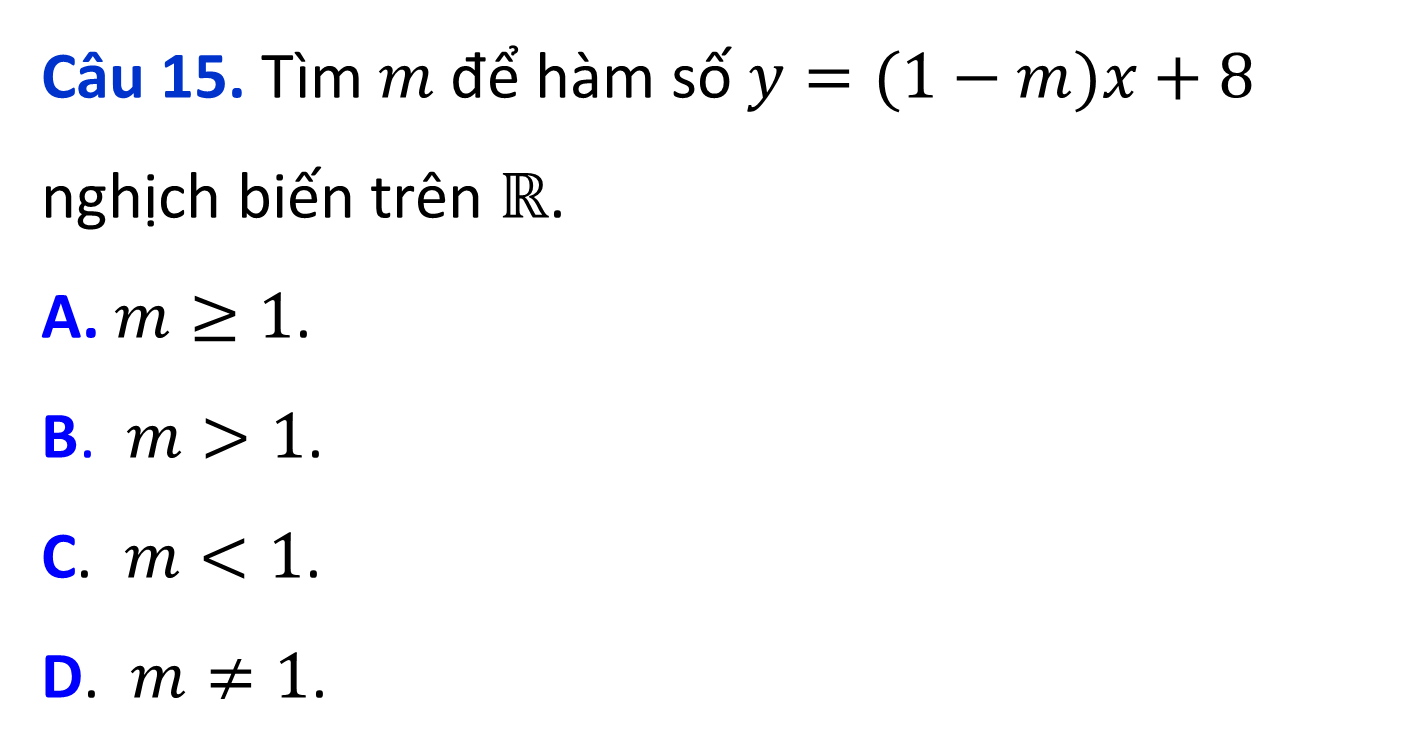 Câu 15. Tìm 𝑚 để hàm số 𝑦 = (1 − 𝑚)𝑥 + 8
nghịch biến trên ℝ.
A. 𝑚 ≥ 1.
B. 𝑚 > 1.
C. 𝑚 < 1.
D. 𝑚 ≠ 1.